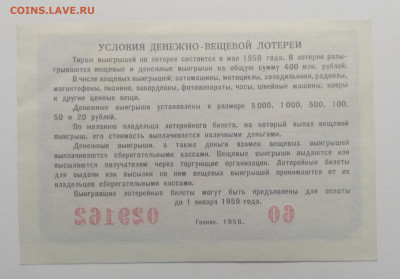 COINS.LAVE.RU
УСЛОВИЯ ДЕНЕЖНО-ВЕЩЕВОЙ ЛОТЕРЕИ
Тираж выигрышей по лотерее состоится в мае 1958 года. В лотерее разы-
грываются вещевые и денежные выигрыши на общую сумму 400 млн. рублей.
В числе вещевых выигрышей: автомашины, мотоциклы, холодильники, радиолы,
магнитофоны, пианино, аккордеоны, фотоаппараты, часы, швейные машины, ковры
и другие ценные вещи.
Денежные выигрыши установлены в размере 5000, 1000, 500, 100,
50 и 20 рублей.
По желанию владельца лотерейного билета, на который выпал вещевой
выигрыш, его стоимость выплачивается наличными деньгами.
Денежные выигрыши, а также деньги взамен вещевых выигрышей
выплачиваются сберегательными кассами. Вещевые выигрыши выдаются
или высылаются получателям через торгующие организации. Лотерейные билеты
для выдачи или высылки по ним вещевых выигрышей принимаются от их
владельцев сберегательными кассами.
Выигравшие лотерейные билеты могут быть предъявлены для оплаты
до 1 января 1959 года.
029162 60
Гознак. 1958.